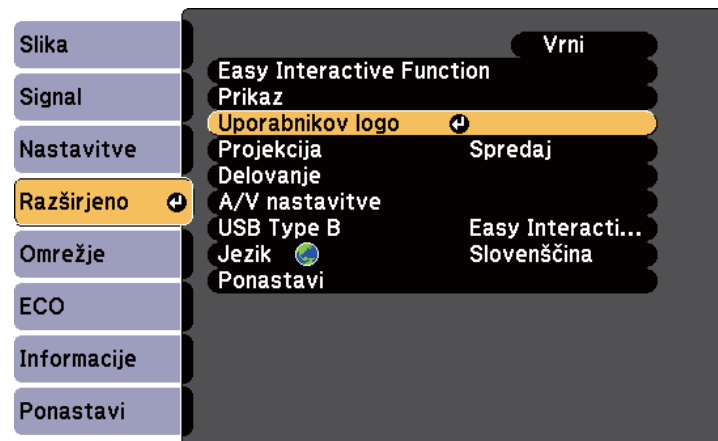 Slika
Signal
Nastavitve
Razširjeno
Omrežje
ECO
Informacije
Ponastavi
Vrni
Easy Interactive Function
Prikaz
Uporabnikov logo
Projekcija Spredaj
Delovanje
A/V nastavitve
USB Type B Easy Interacti...
Jezik Slovenščina
Ponastavi